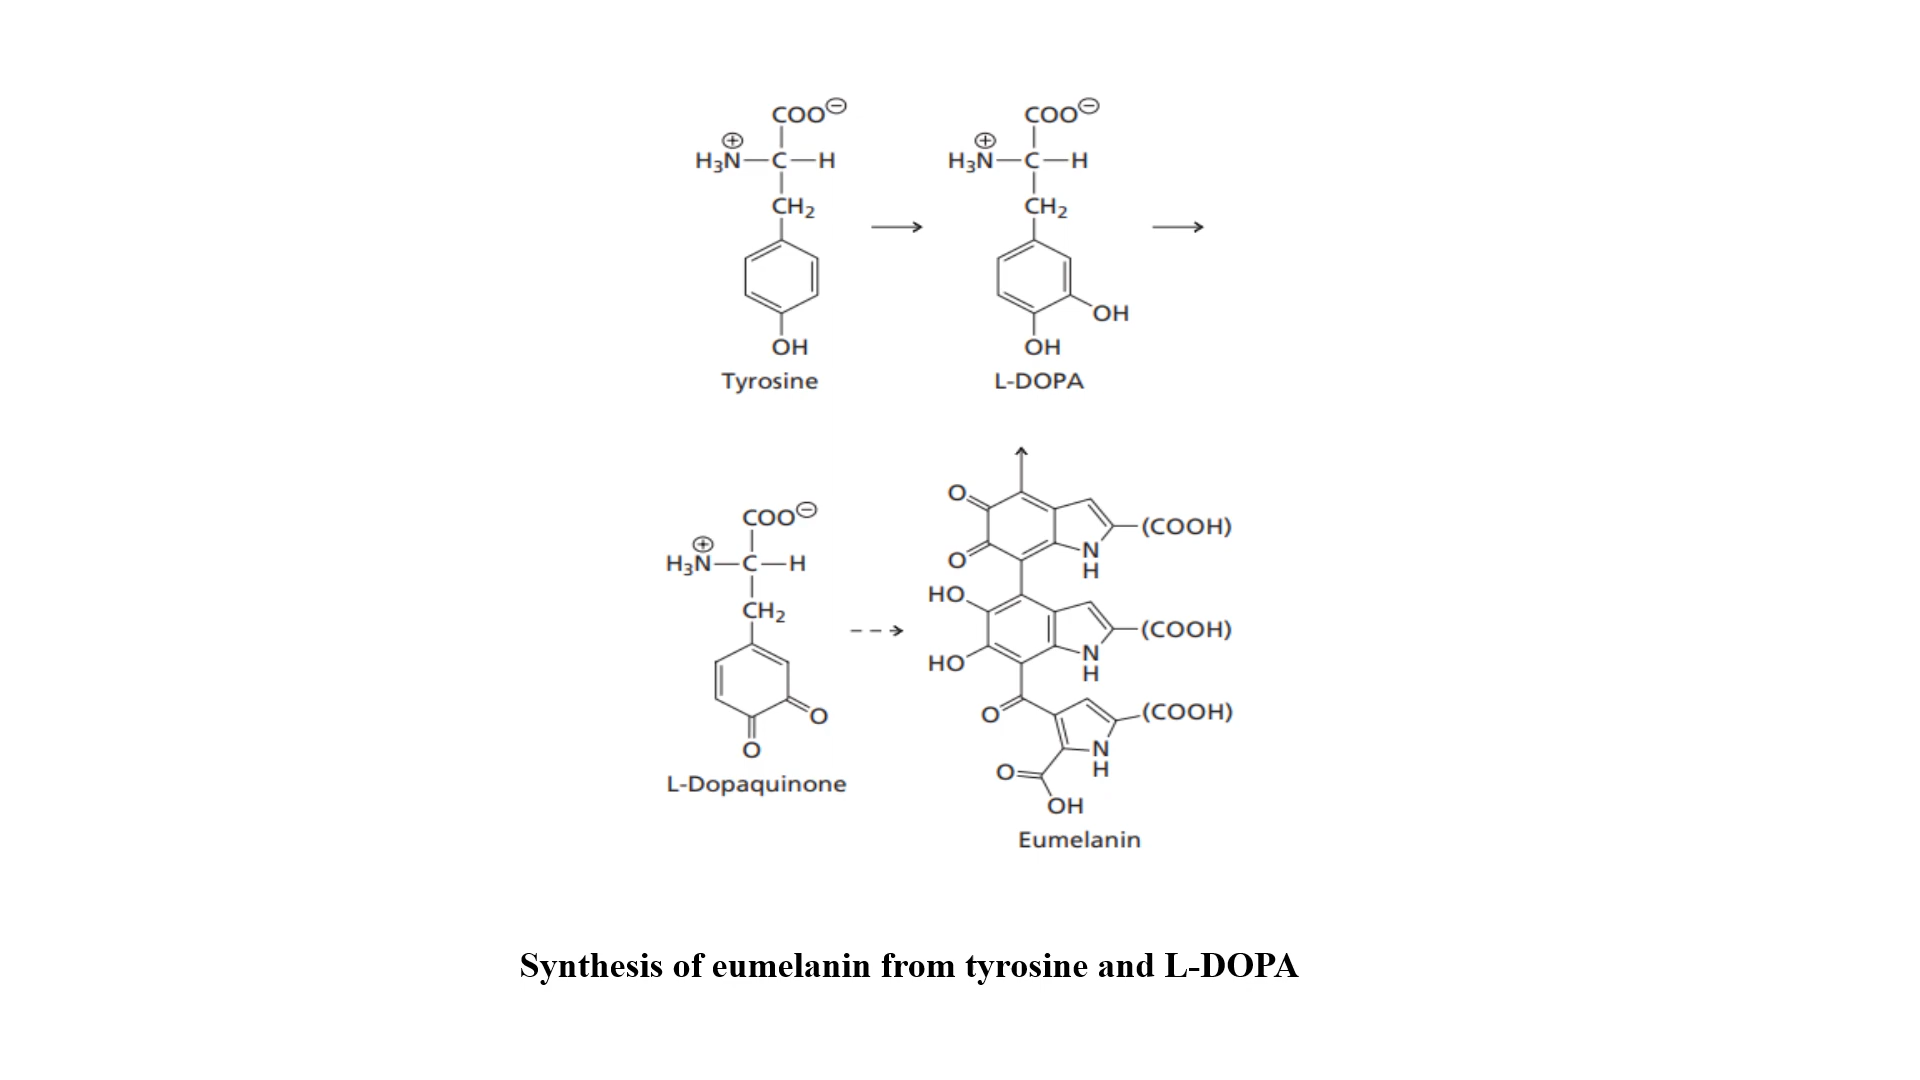 COO⊖
H₃N⊕—C—H
CH₂
OH
Tyrosine
COO⊖
H₃N⊕—C—H
CH₂
OH
OH
L-DOPA
COO⊖
H₃N⊕—C—H
CH₂
O
O
L-Dopaquinone
O
(COOH)
O
N
H
HO
(COOH)
HO
N
H
O
(COOH)
N
H
O
OH
Eumelanin
Synthesis of eumelanin from tyrosine and L-DOPA